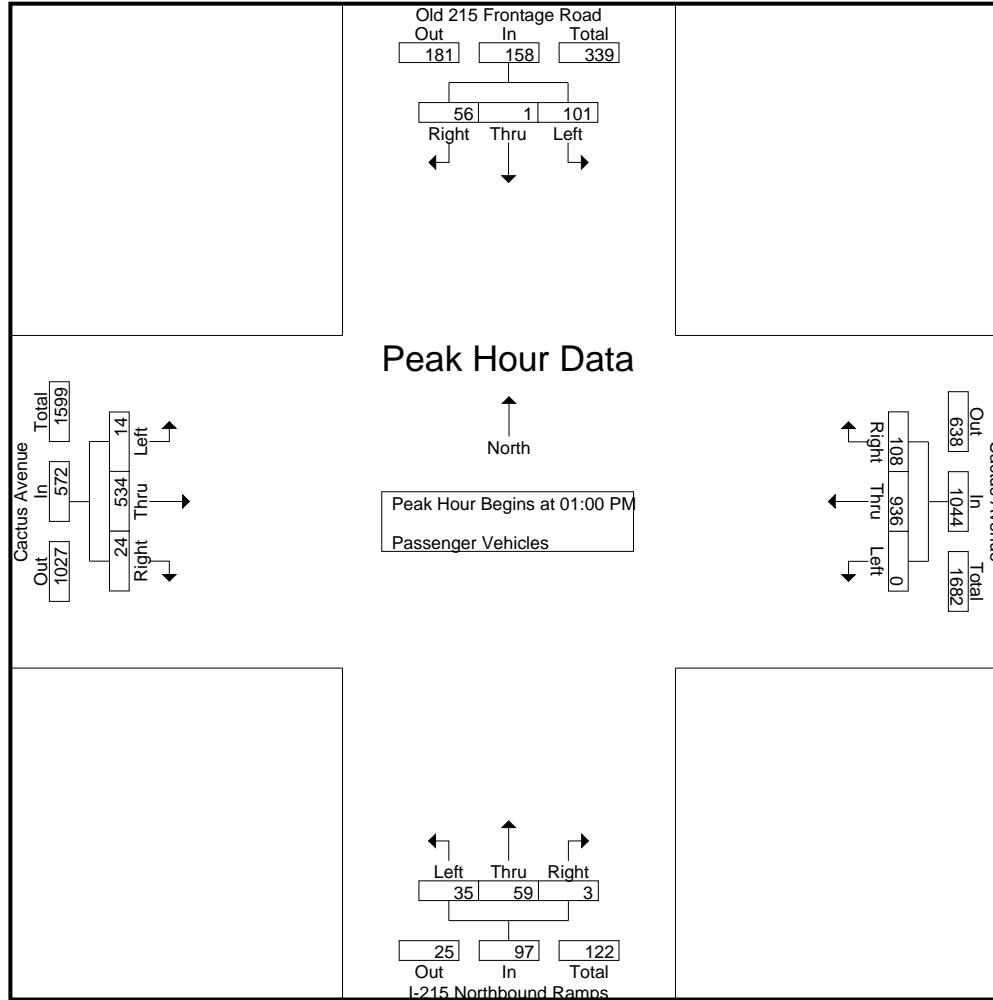 Old 215 Frontage Road
Out In Total
181 158 339
56 1 101
Right Thru Left
Peak Hour Data
North
Peak Hour Begins at 01:00 PM
Passenger Vehicles
Cactus Avenue
Total In Out
1599 572 1027
14 534 24
Left Thru Right
Right Thru Left
108 936 0
Out In Total
638 1044 1682
Left Thru Right
35 59 3
25 97 122
Out In Total
I-215 Northbound Ramps